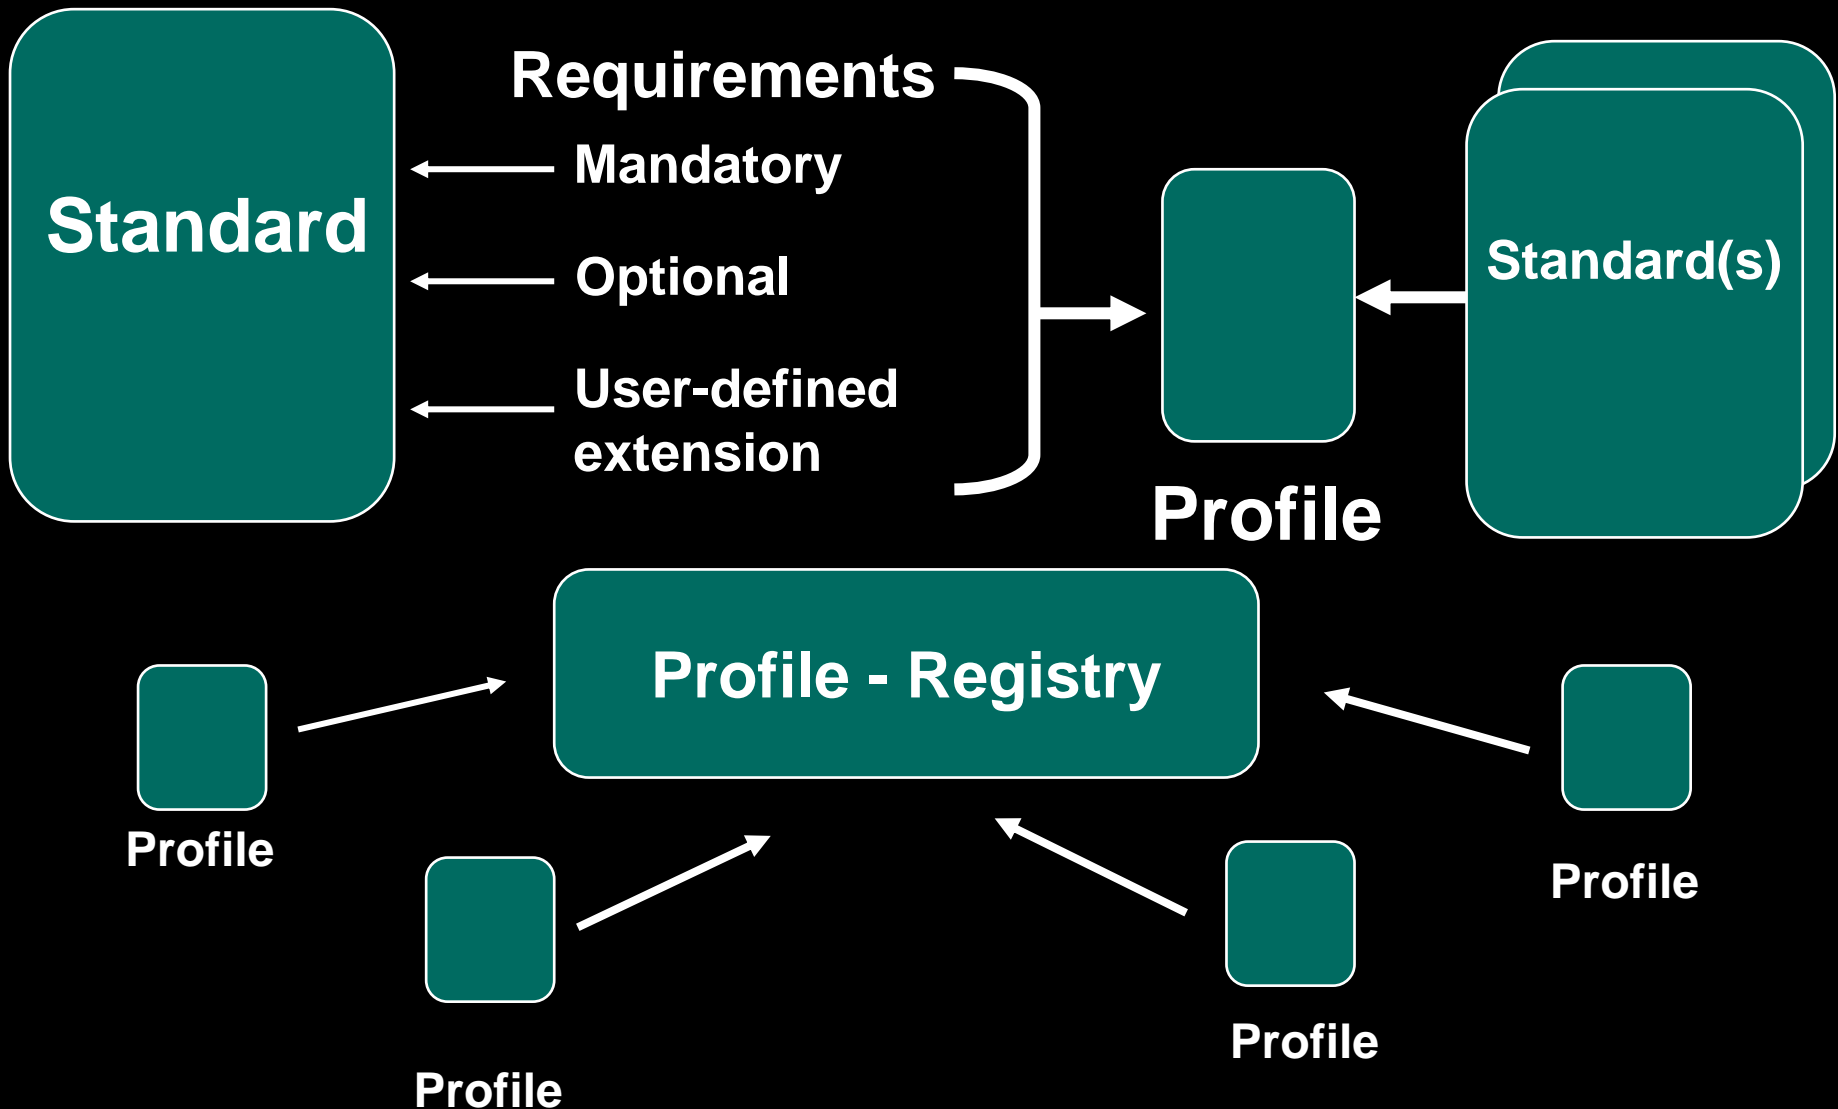 Requirements
Mandatory
Standard
Optional
Standard(s)
User-defined
extension
Profile
Profile - Registry
Profile
Profile
Profile
Profile